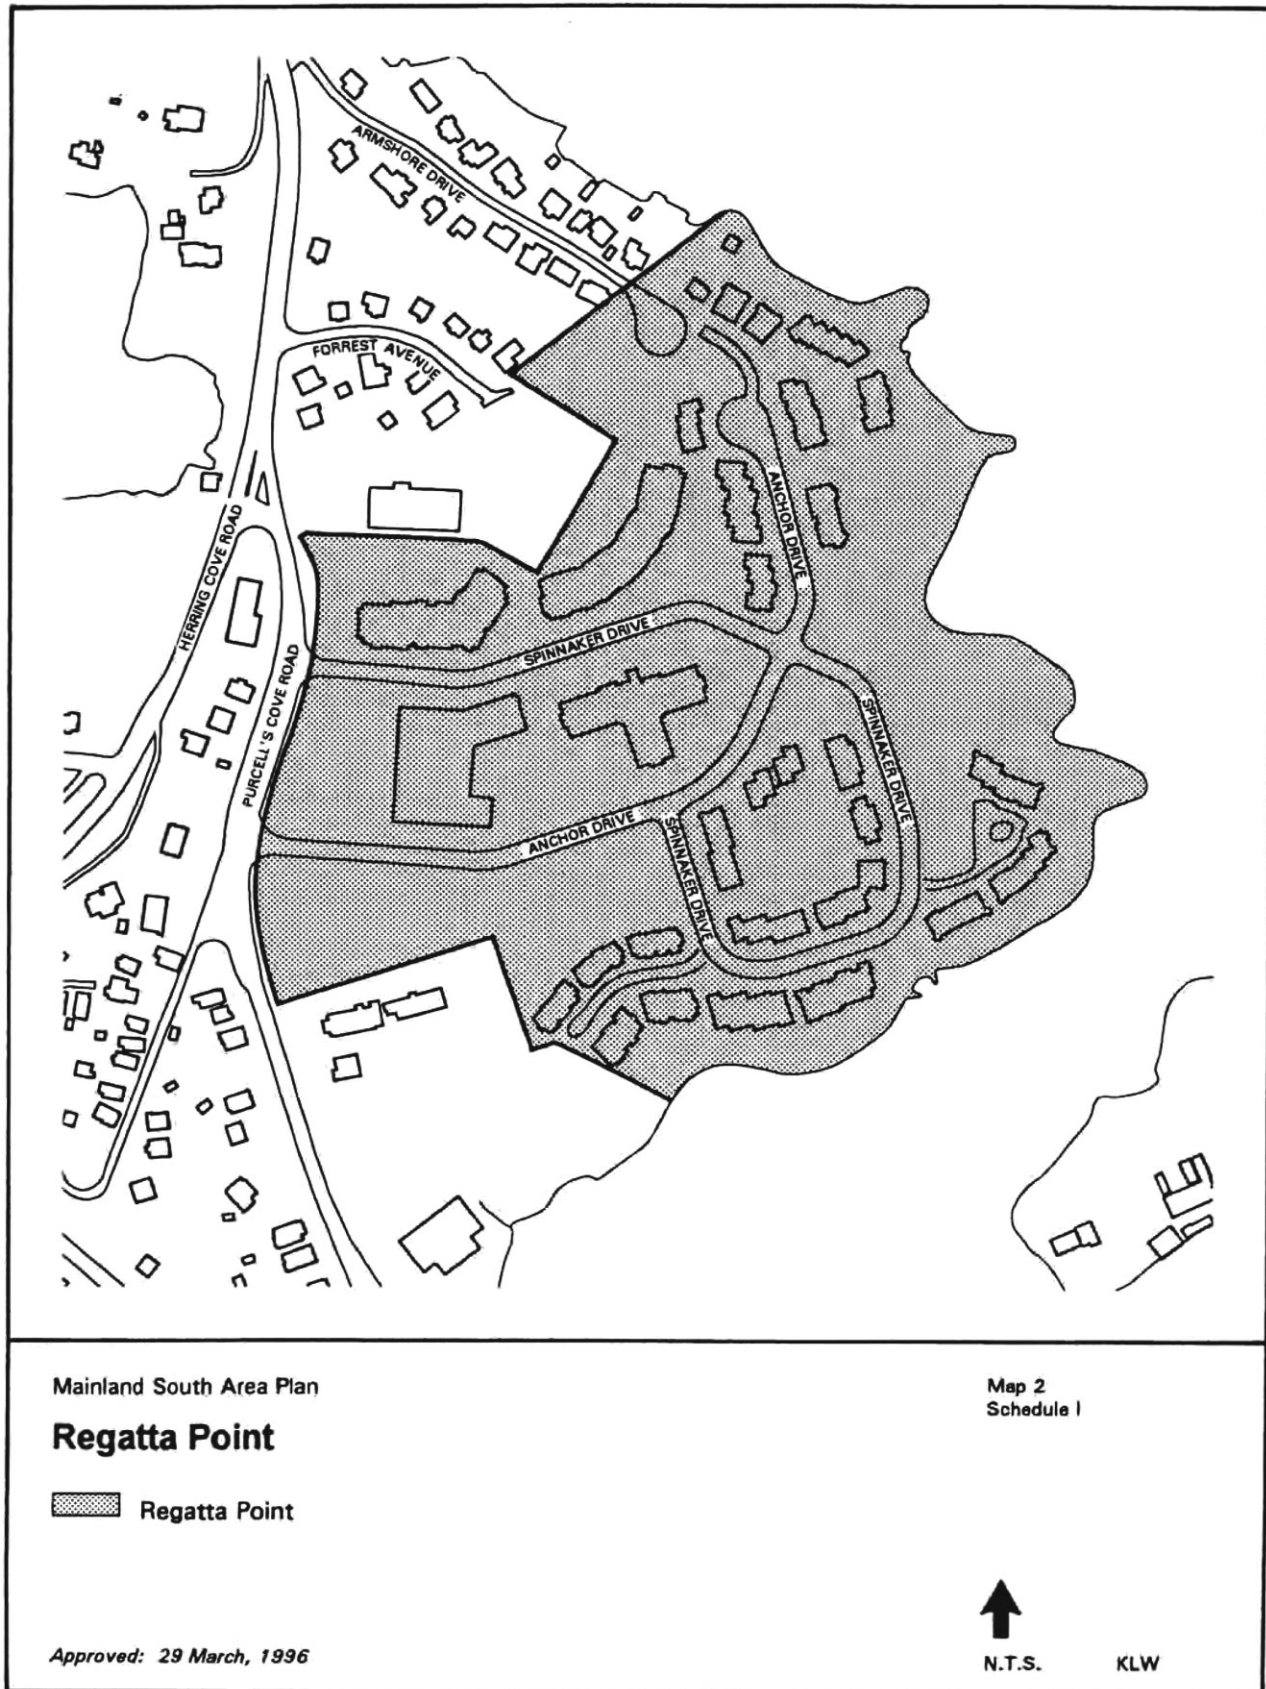 ARMSHORE DRIVE
FORREST AVENUE
HERRING COVE ROAD
ANCHOR DRIVE
SPINNAKER DRIVE
PURCELL'S COVE ROAD
SPINNAKER DRIVE
ANCHOR DRIVE
SPINNAKER DRIVE
Mainland South Area Plan
Map 2
Schedule I
Regatta Point
Regatta Point
Approved: 29 March, 1996
N.T.S.
KLW